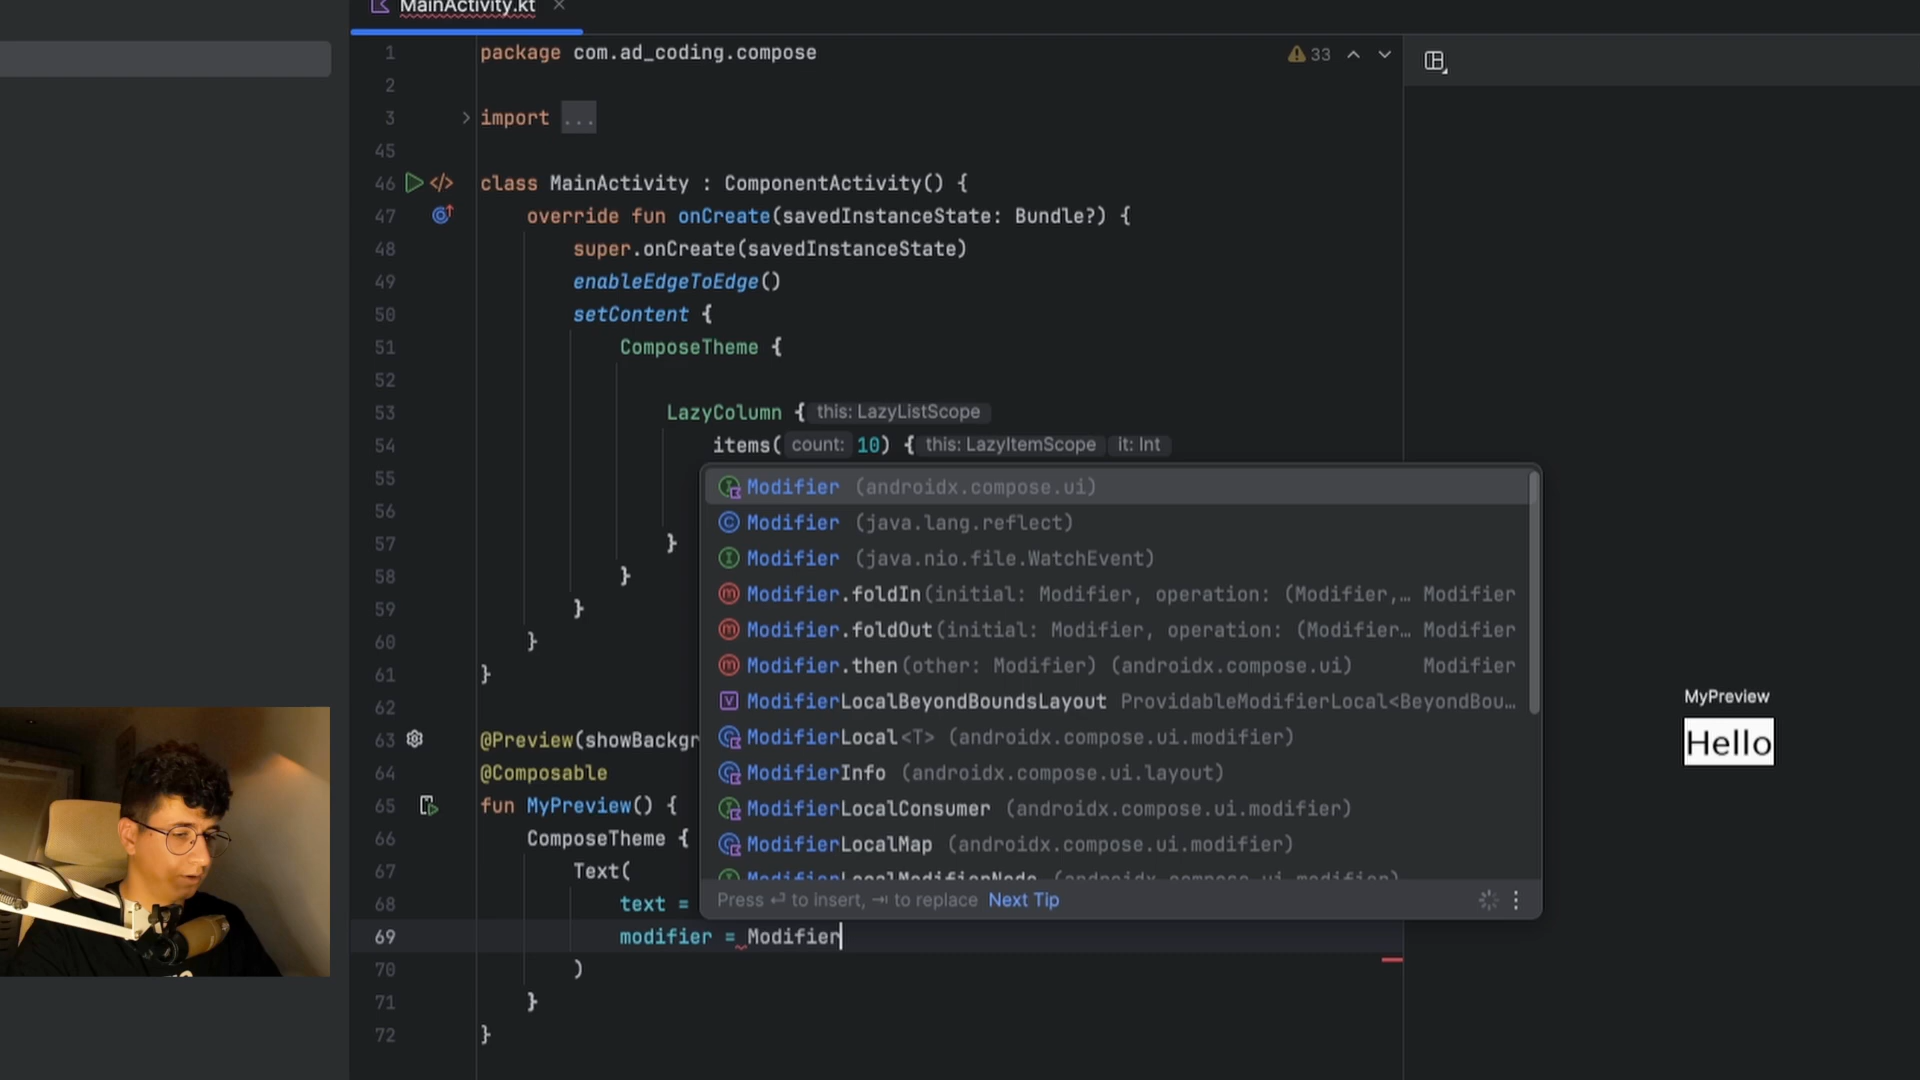 MainActivity.kt ×
1 package com.ad_coding.compose 33
2
3 import ...
45
46 class MainActivity : ComponentActivity() {
47 override fun onCreate(savedInstanceState: Bundle?) {
48 super.onCreate(savedInstanceState)
49 enableEdgeToEdge()
50 setContent {
51 ComposeTheme {
52
53 LazyColumn { this: LazyListScope
54 items( count: 10) { this: LazyItemScope it: Int
55
56
57 }
58 }
59 }
60 }
61 }
62
63 @Preview(showBackgr
64 @Composable
65 fun MyPreview() {
66 ComposeTheme {
67 Text(
68 text =
69 modifier = Modifier
70 )
71 }
72 }
Modifier (androidx.compose.ui)
Modifier (java.lang.reflect)
Modifier (java.nio.file.WatchEvent)
Modifier.foldIn(initial: Modifier, operation: (Modifier,… Modifier
Modifier.foldOut(initial: Modifier, operation: (Modifier… Modifier
Modifier.then(other: Modifier) (androidx.compose.ui) Modifier
ModifierLocalBeyondBoundsLayout ProvidableModifierLocal<BeyondBou…
ModifierLocal<T> (androidx.compose.ui.modifier)
ModifierInfo (androidx.compose.ui.layout)
ModifierLocalConsumer (androidx.compose.ui.modifier)
ModifierLocalMap (androidx.compose.ui.modifier)
ModifierLocalModifierNode (androidx.compose.ui.modifier)
Press ⏎ to insert, ⇥ to replace Next Tip
MyPreview
Hello